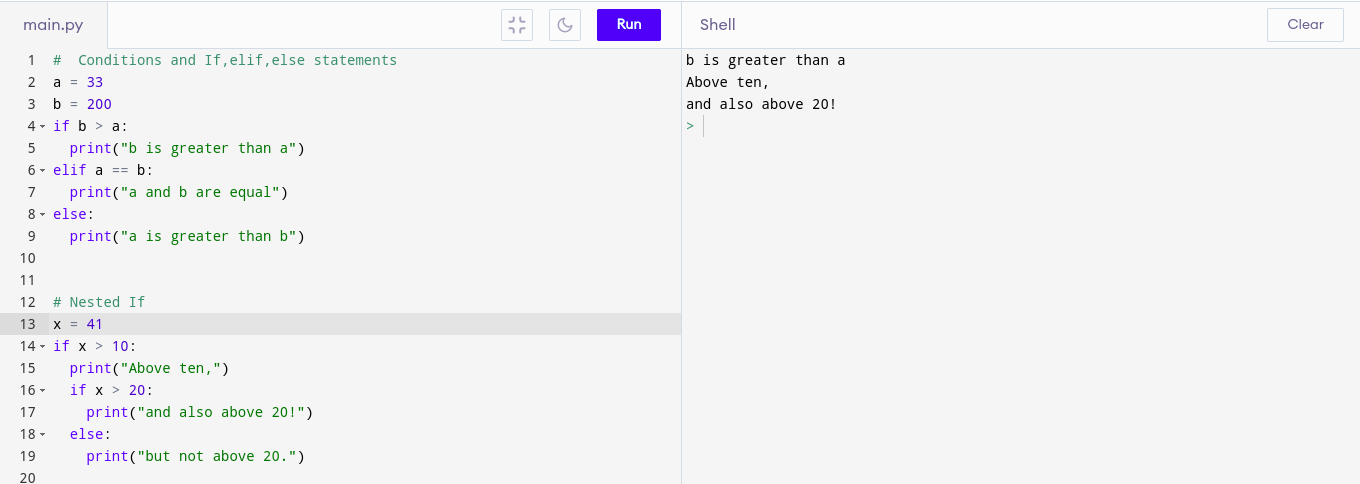 main.py
Run
Shell
Clear
1 #  Conditions and If,elif,else statements
2 a = 33
3 b = 200
4 if b > a:
5   print("b is greater than a")
6 elif a == b:
7   print("a and b are equal")
8 else:
9   print("a is greater than b")
10
11
12 # Nested If
13 x = 41
14 if x > 10:
15   print("Above ten,")
16   if x > 20:
17     print("and also above 20!")
18   else:
19     print("but not above 20.")
20
b is greater than a
Above ten,
and also above 20!
>